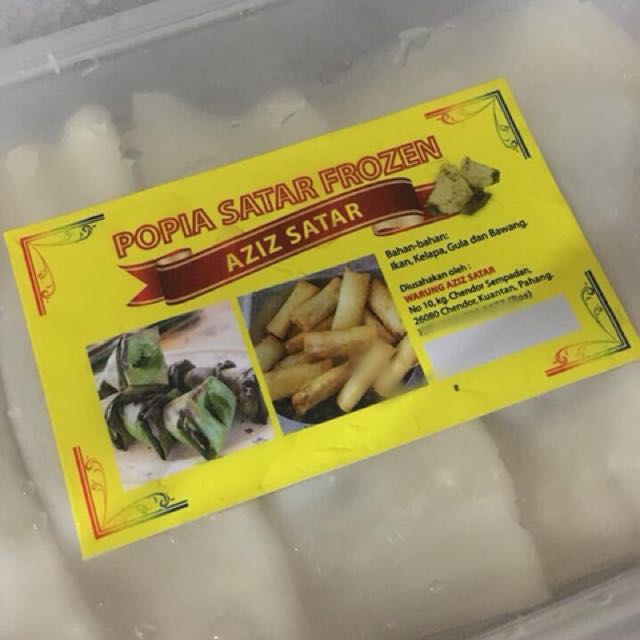 POPIA SATAR FROZEN
AZIZ SATAR
Bahan-bahan:
Ikan, Kelapa, Gula dan Bawang.
Diusahakan oleh :
WARUNG AZIZ SATAR
No 10, kg. Chendor Sempadan,
26080 Chendor, Kuantan, Pahang.
(Bos)